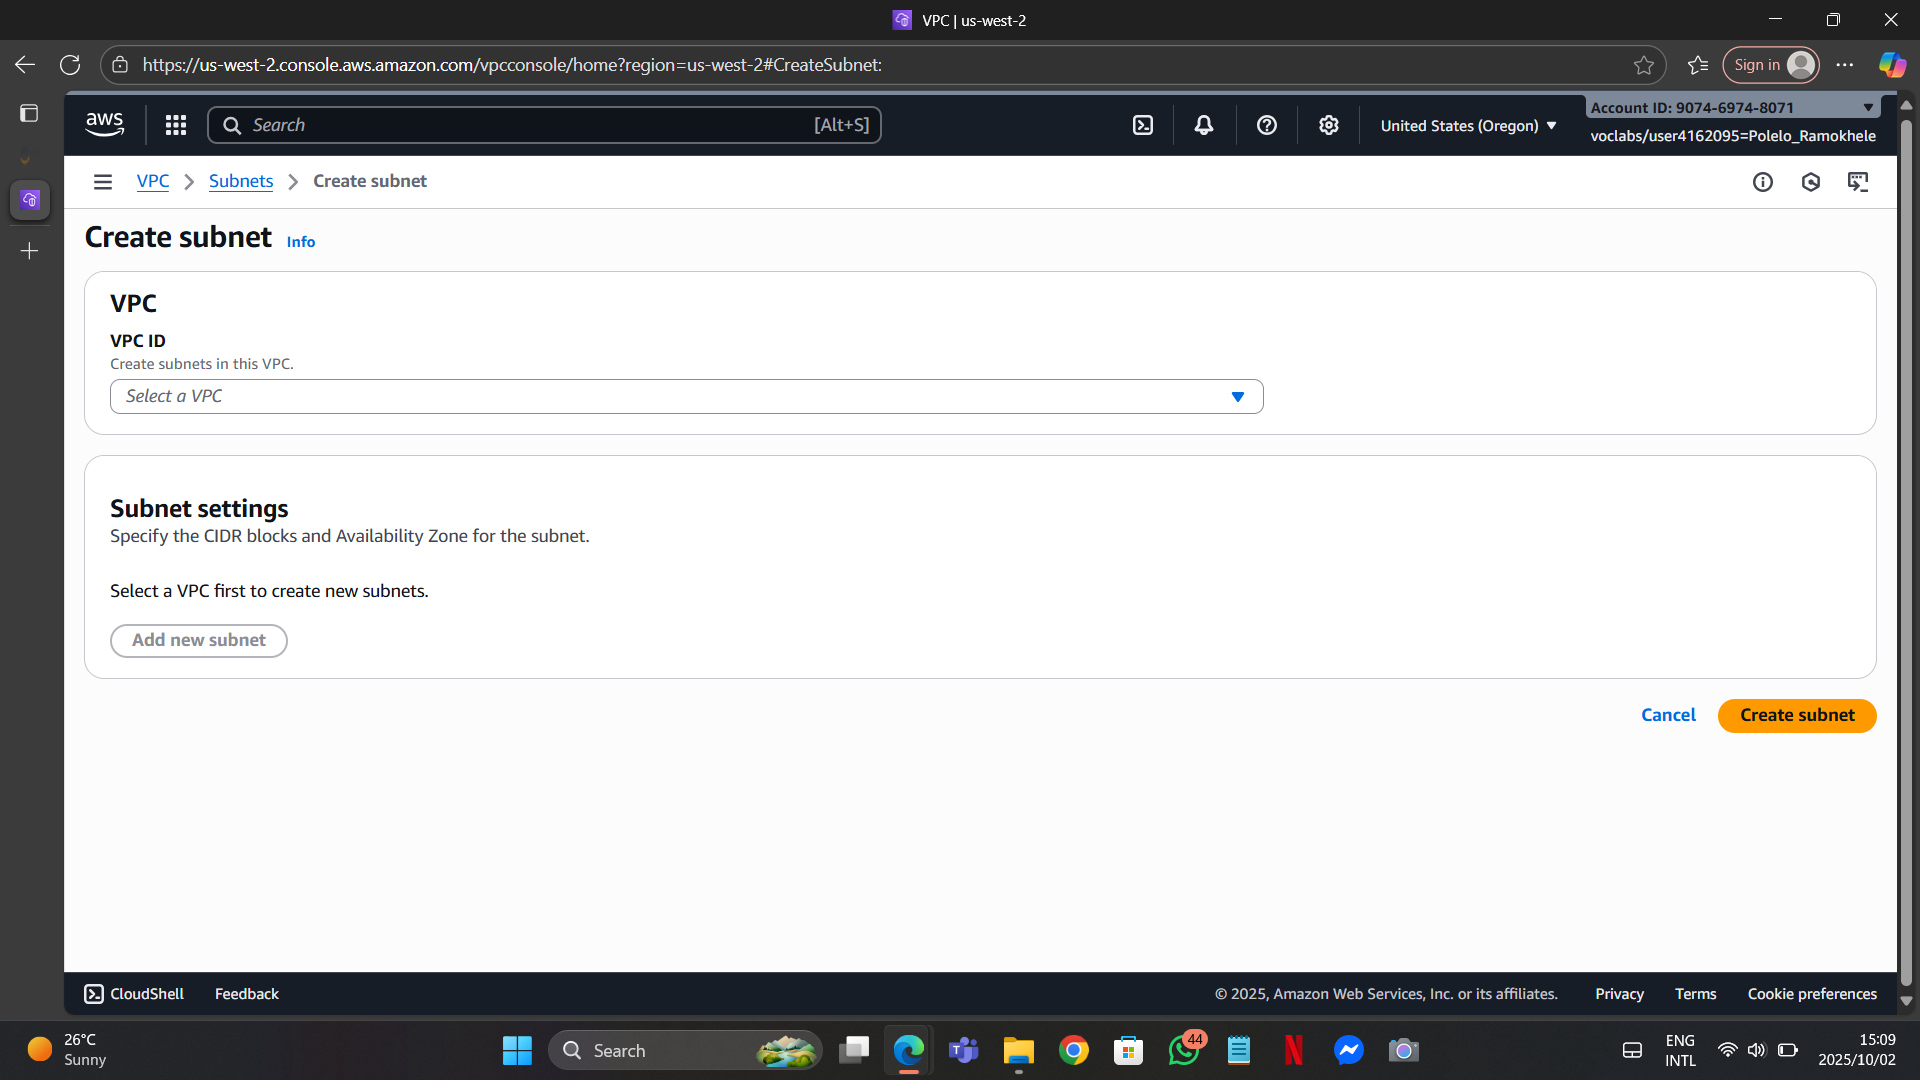 VPC | us-west-2
https://us-west-2.console.aws.amazon.com/vpcconsole/home?region=us-west-2#CreateSubnet:
Sign in
aws
Search
[Alt+S]
United States (Oregon)
Account ID: 9074-6974-8071
voclabs/user4162095=Polelo_Ramokhele
VPC
Subnets
Create subnet
Create subnet
Info
VPC
VPC ID
Create subnets in this VPC.
Select a VPC
Subnet settings
Specify the CIDR blocks and Availability Zone for the subnet.
Select a VPC first to create new subnets.
Add new subnet
Cancel
Create subnet
CloudShell
Feedback
© 2025, Amazon Web Services, Inc. or its affiliates.
Privacy
Terms
Cookie preferences
26°C
Sunny
Search
44
ENG
INTL
15:09
2025/10/02